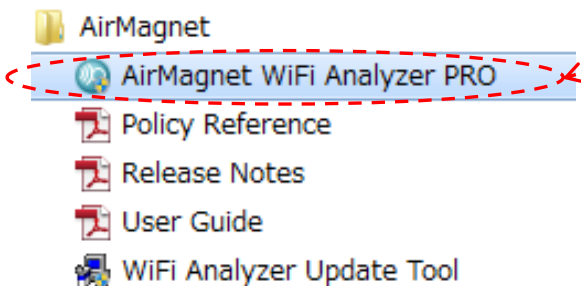 AirMagnet
AirMagnet WiFi Analyzer PRO
Policy Reference
Release Notes
User Guide
WiFi Analyzer Update Tool